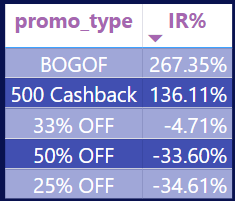 promo_type IR%
BOGOF 267.35%
500 Cashback 136.11%
33% OFF -4.71%
50% OFF -33.60%
25% OFF -34.61%